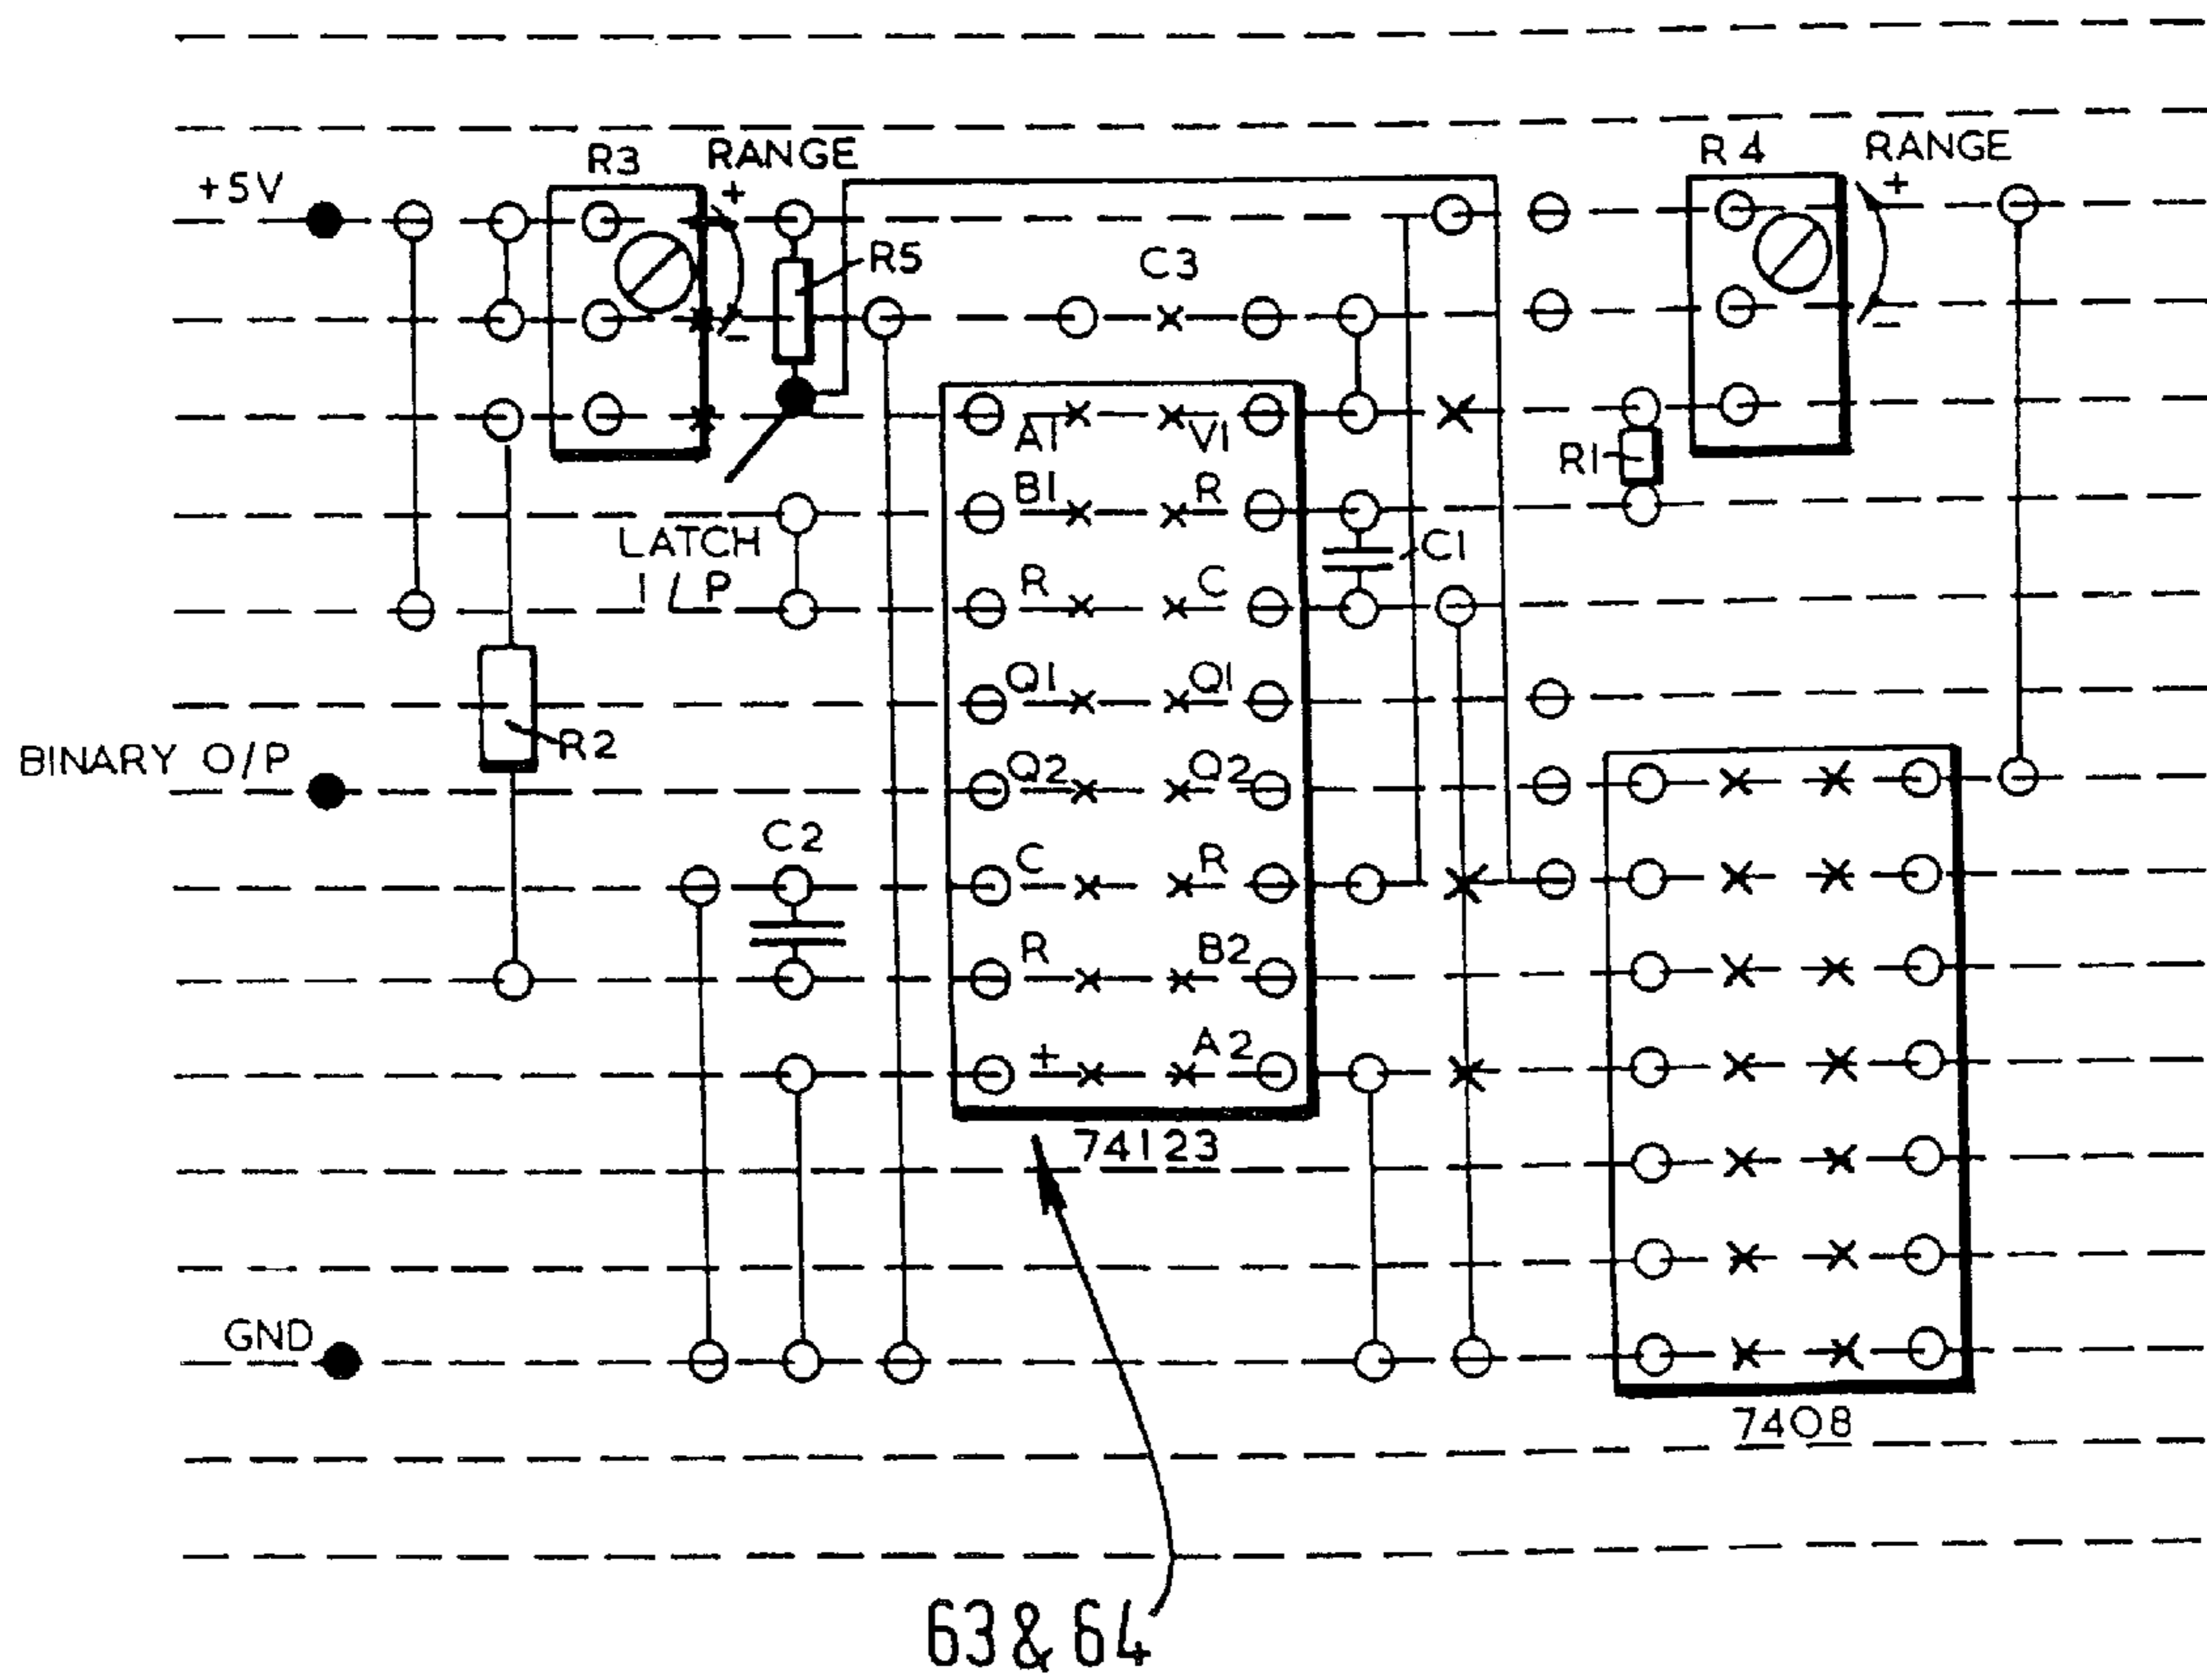 R3
RANGE
R4
RANGE
+5V
+
+
R5
C3
−
−
AT
V1
B1
R
R1
LATCH
I/P
C1
R
C
Q1
Q1
R2
BINARY O/P
Q2
Q2
C2
C
R
R
B2
+
A2
74123
GND
7408
63 & 64